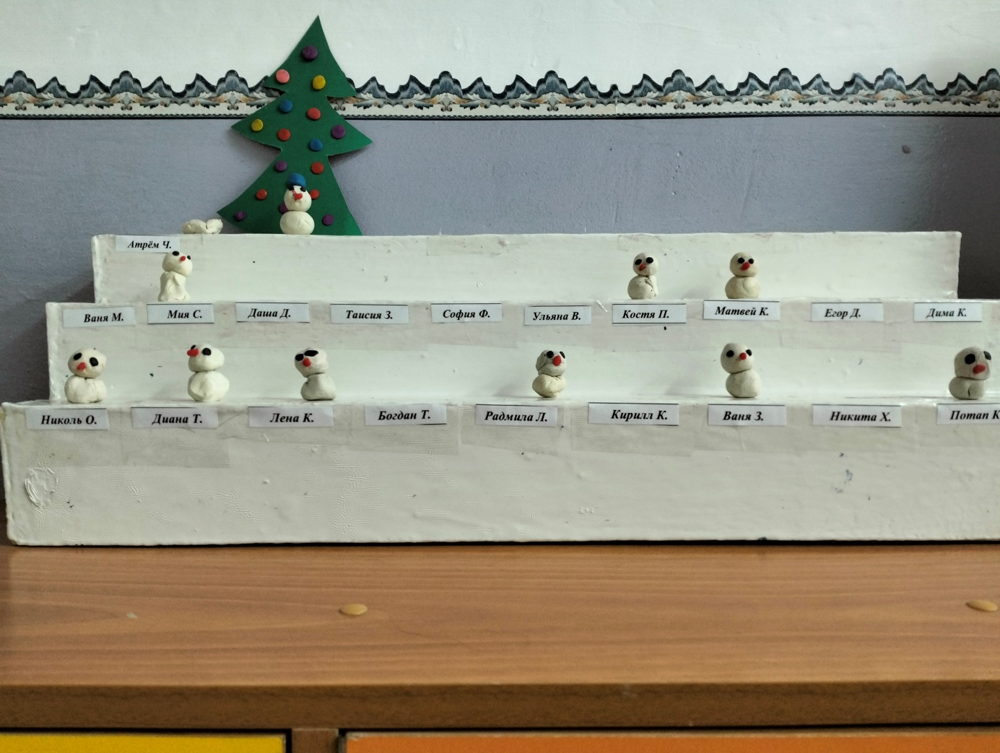 Атрём Ч.
Ваня М. Мия С. Даша Д. Таисия З. София Ф. Ульяна В. Костя П. Матвей К. Егор Д. Дима К.
Николь О. Диана Т. Лена К. Богдан Т. Радмила Л. Кирилл К. Ваня З. Никита Х. Потап К